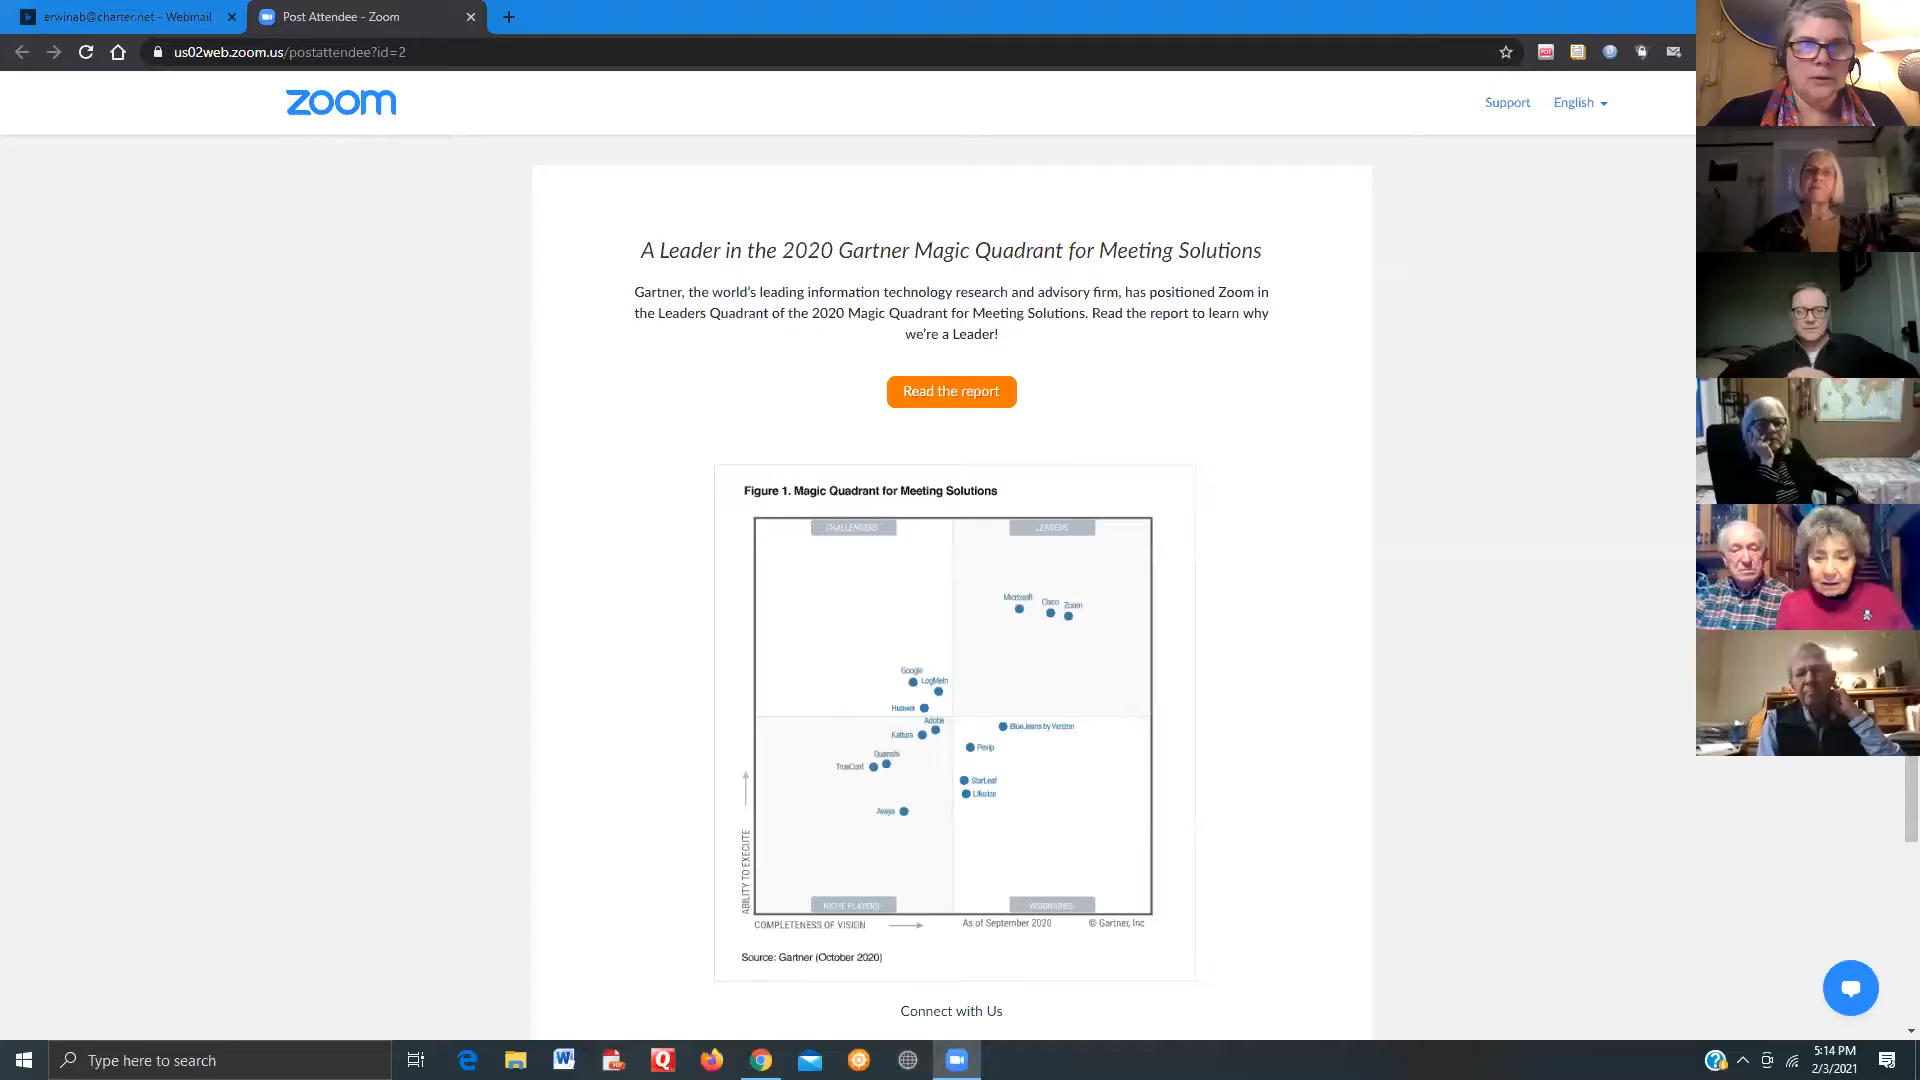 erwinab@charter.net - Webmail
Post Attendee - Zoom
us02web.zoom.us/postattendee?id=2
zoom
Support
English
A Leader in the 2020 Gartner Magic Quadrant for Meeting Solutions
Gartner, the world's leading information technology research and advisory firm, has positioned Zoom in
the Leaders Quadrant of the 2020 Magic Quadrant for Meeting Solutions. Read the report to learn why
we're a Leader!
Read the report
Figure 1. Magic Quadrant for Meeting Solutions
CHALLENGERS
LEADERS
Microsoft
Cisco
Zoom
Google
LogMeIn
Huawei
Adobe
Kaltura
BlueJeans by Verizon
Pexip
Quanshi
TrueConf
StarLeaf
Lifesize
Avaya
ABILITY TO EXECUTE
NICHE PLAYERS
VISIONARIES
COMPLETENESS OF VISION
As of September 2020
© Gartner, Inc
Source: Gartner (October 2020)
Connect with Us
Type here to search
5:14 PM
2/3/2021